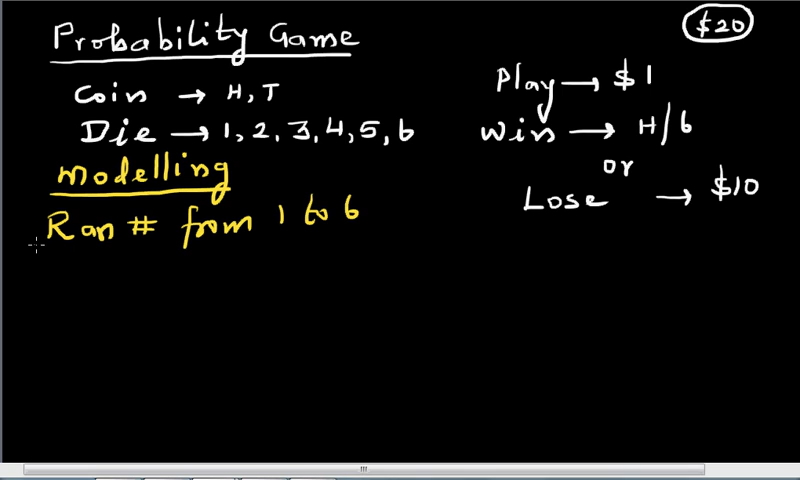 Probability Game
$20
Coin → H, T
Die → 1, 2, 3, 4, 5, 6
Play → $1
Win → H/6
or
Lose → $10
Modelling
Ran # from 1 to 6